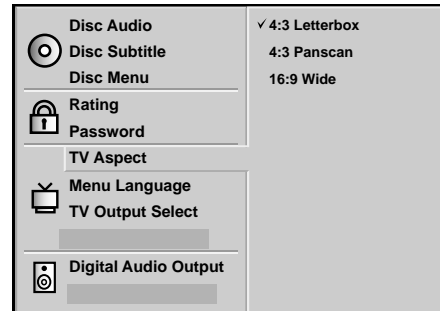 Disc Audio
Disc Subtitle
Disc Menu
Rating
Password
TV Aspect
Menu Language
TV Output Select
Digital Audio Output
✓ 4:3 Letterbox
4:3 Panscan
16:9 Wide